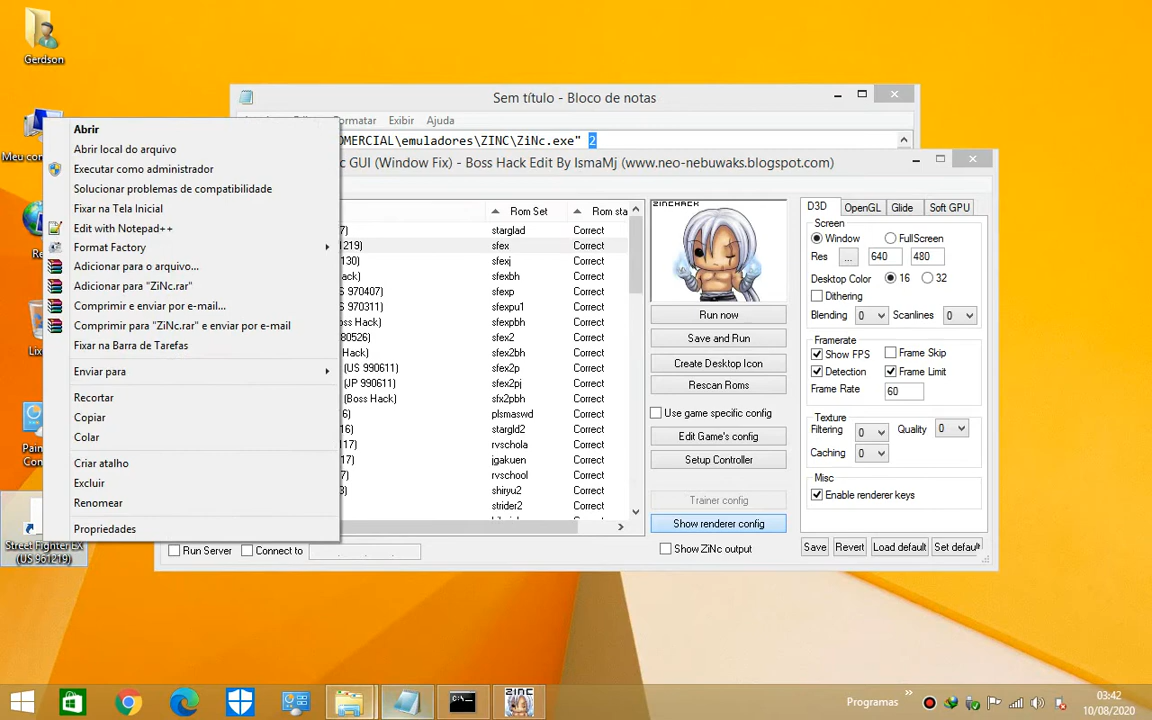 Gerdson
Meu com
Re
Lix
Pain
Con
Street Fighter EX
(US 961219)
Abrir
Abrir local do arquivo
Executar como administrador
Solucionar problemas de compatibilidade
Fixar na Tela Inicial
Edit with Notepad++
Format Factory
Adicionar para o arquivo...
Adicionar para "ZiNc.rar"
Comprimir e enviar por e-mail...
Comprimir para "ZiNc.rar" e enviar por e-mail
Fixar na Barra de Tarefas
Enviar para
Recortar
Copiar
Colar
Criar atalho
Excluir
Renomear
Propriedades
Sem título - Bloco de notas
Formatar Exibir Ajuda
OMERCIAL\emuladores\ZINC\ZiNc.exe" 2
c GUI (Window Fix) - Boss Hack Edit By IsmaMj (www.neo-nebuwaks.blogspot.com)
Rom Set Rom sta
7) starglad Correct
1219) sfex Correct
130) sfexj Correct
ack) sfexbh Correct
970407) sfexp Correct
970311) sfexpu1 Correct
oss Hack) sfexpbh Correct
80526) sfex2 Correct
Hack) sfex2bh Correct
(US 990611) sfex2p Correct
(JP 990611) sfex2pj Correct
(Boss Hack) sfx2pbh Correct
6) plsmaswd Correct
16) stargld2 Correct
117) rvschola Correct
17) jgakuen Correct
7) rvschool Correct
3) shiryu2 Correct
strider2 Correct
Run Server Connect to
ZINCHACK
Run now
Save and Run
Create Desktop Icon
Rescan Roms
Use game specific config
Edit Game's config
Setup Controller
Trainer config
Show renderer config
Show ZiNc output
D3D OpenGL Glide Soft GPU
Screen
Window FullScreen
Res ... 640 480
Desktop Color 16 32
Dithering
Blending 0 Scanlines 0
Framerate
Show FPS Frame Skip
Detection Frame Limit
Frame Rate 60
Texture
Filtering 0 Quality 0
Caching 0
Misc
Enable renderer keys
Save Revert Load default Set default
ZINC
Programas
03:42
10/08/2020